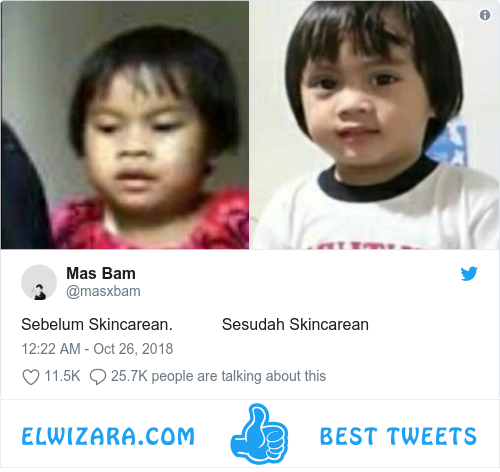 Mas Bam
@masxbam
Sebelum Skincarean. Sesudah Skincarean
12:22 AM - Oct 26, 2018
11.5K 25.7K people are talking about this
ELWIZARA.COM BEST TWEETS